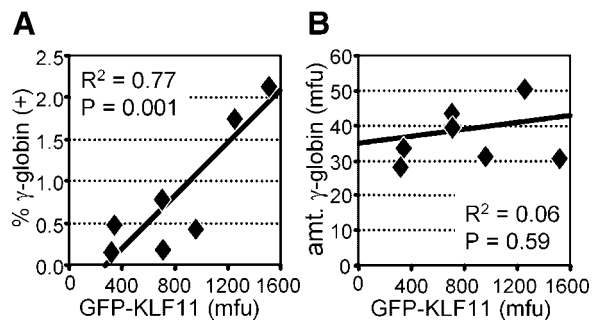 A
% γ-globin (+)
2.5
2.0
1.5
1.0
0.5
0.0
R² = 0.77
P = 0.001
0 400 800 1200 1600
GFP-KLF11 (mfu)
B
amt. γ-globin (mfu)
60
50
40
30
20
10
0
R² = 0.06
P = 0.59
0 400 800 1200 1600
GFP-KLF11 (mfu)